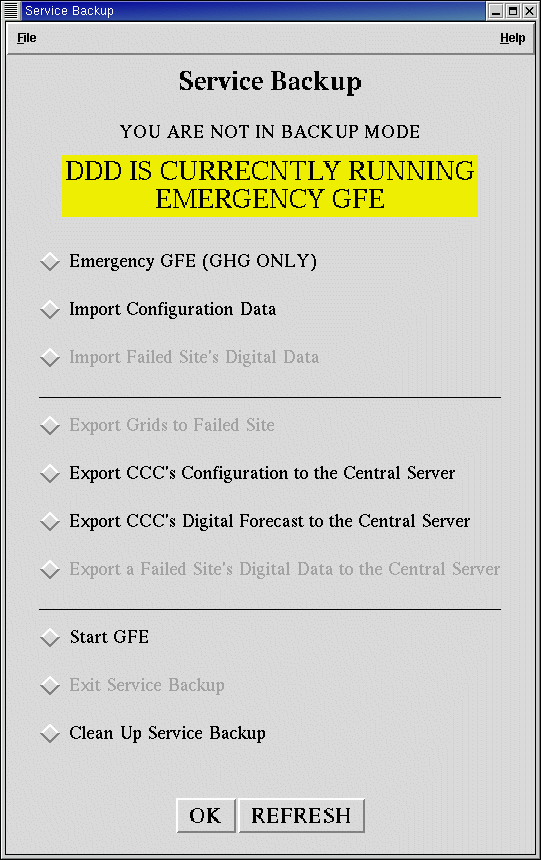 Service Backup
File Help
Service Backup
YOU ARE NOT IN BACKUP MODE
DDD IS CURRECNTLY RUNNING
EMERGENCY GFE
Emergency GFE (GHG ONLY)
Import Configuration Data
Import Failed Site's Digital Data
Export Grids to Failed Site
Export CCC's Configuration to the Central Server
Export CCC's Digital Forecast to the Central Server
Export a Failed Site's Digital Data to the Central Server
Start GFE
Exit Service Backup
Clean Up Service Backup
OK REFRESH